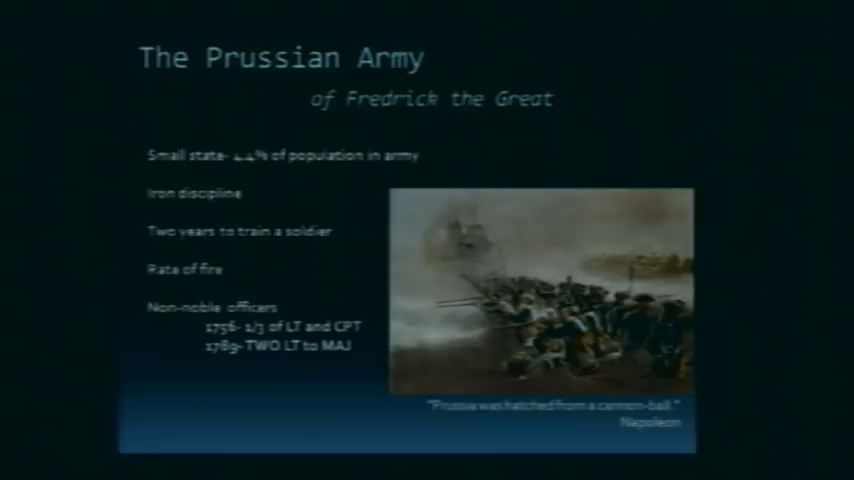 The Prussian Army
of Fredrick the Great
Small state- 4.4% of population in army
Iron discipline
Two years to train a soldier
Rate of fire
Non-noble officers
1756- 1/3 of LT and CPT
1789- TWO LT to MAJ
"Prussia was hatched from a cannon-ball."
Napoleon